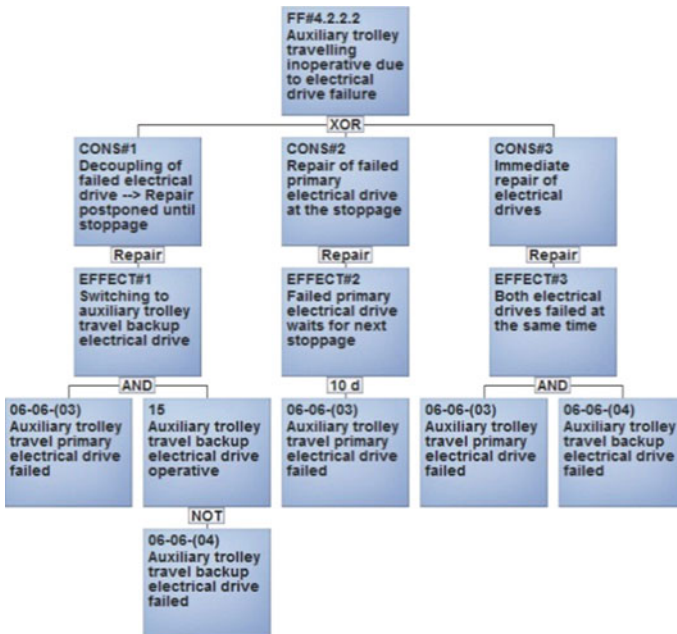 FF#4.2.2.2
Auxiliary trolley
travelling
inoperative due
to electrical
drive failure
XOR
CONS#1
Decoupling of
failed electrical
drive --> Repair
postponed until
stoppage
CONS#2
Repair of failed
primary
electrical drive
at the stoppage
CONS#3
Immediate
repair of
electrical
drives
Repair
Repair
Repair
EFFECT#1
Switching to
auxiliary trolley
travel backup
electrical drive
EFFECT#2
Failed primary
electrical drive
waits for next
stoppage
EFFECT#3
Both electrical
drives failed at
the same time
AND
10 d
AND
06-06-(03)
Auxiliary trolley
travel primary
electrical drive
failed
15
Auxiliary trolley
travel backup
electrical drive
operative
06-06-(03)
Auxiliary trolley
travel primary
electrical drive
failed
06-06-(03)
Auxiliary trolley
travel primary
electrical drive
failed
06-06-(04)
Auxiliary trolley
travel backup
electrical drive
failed
NOT
06-06-(04)
Auxiliary trolley
travel backup
electrical drive
failed